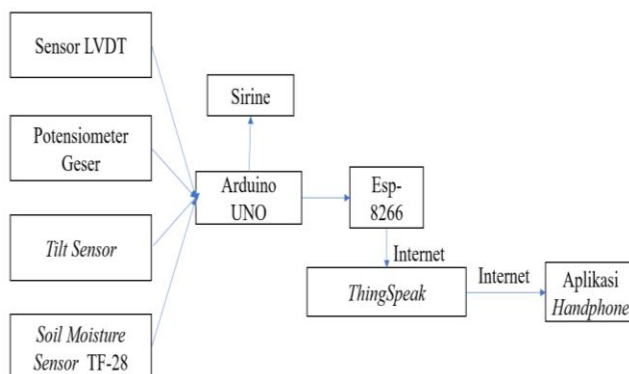 Sensor LVDT
Potensiometer
Geser
Tilt Sensor
Soil Moisture
Sensor TF-28
Sirine
Arduino
UNO
Esp-
8266
Internet
ThingSpeak
Internet
Aplikasi
Handphone